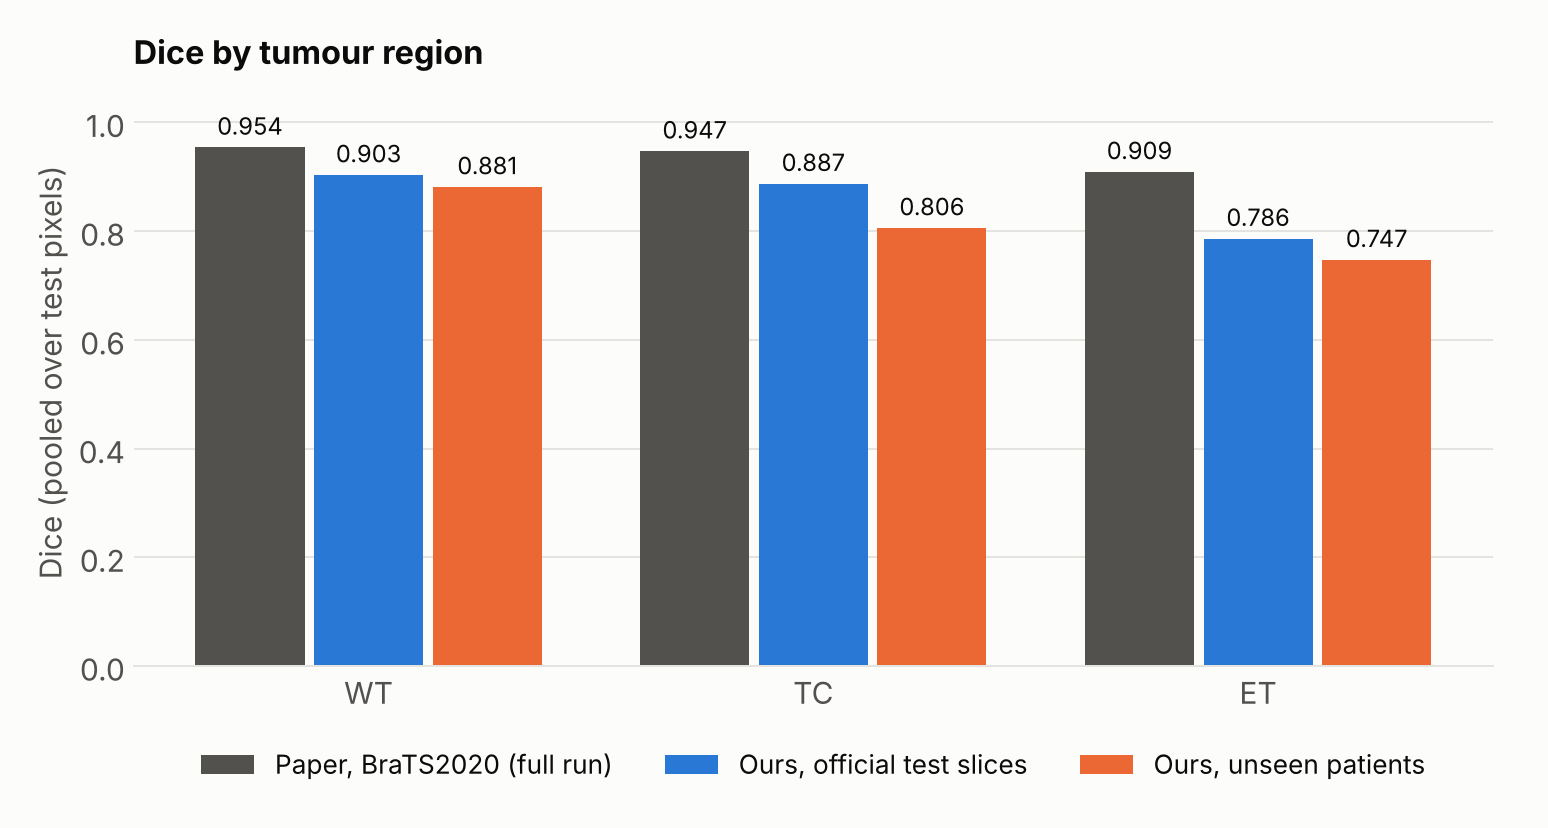 Dice by tumour region
Dice (pooled over test pixels)
1.0
0.8
0.6
0.4
0.2
0.0
0.954
0.903
0.881
0.947
0.887
0.806
0.909
0.786
0.747
WT
TC
ET
Paper, BraTS2020 (full run)
Ours, official test slices
Ours, unseen patients